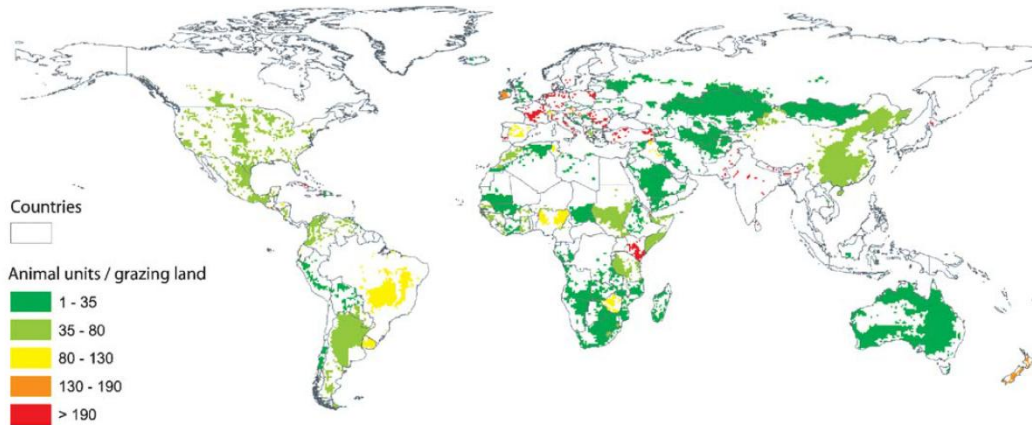 Countries
Animal units / grazing land
1 - 35
35 - 80
80 - 130
130 - 190
> 190